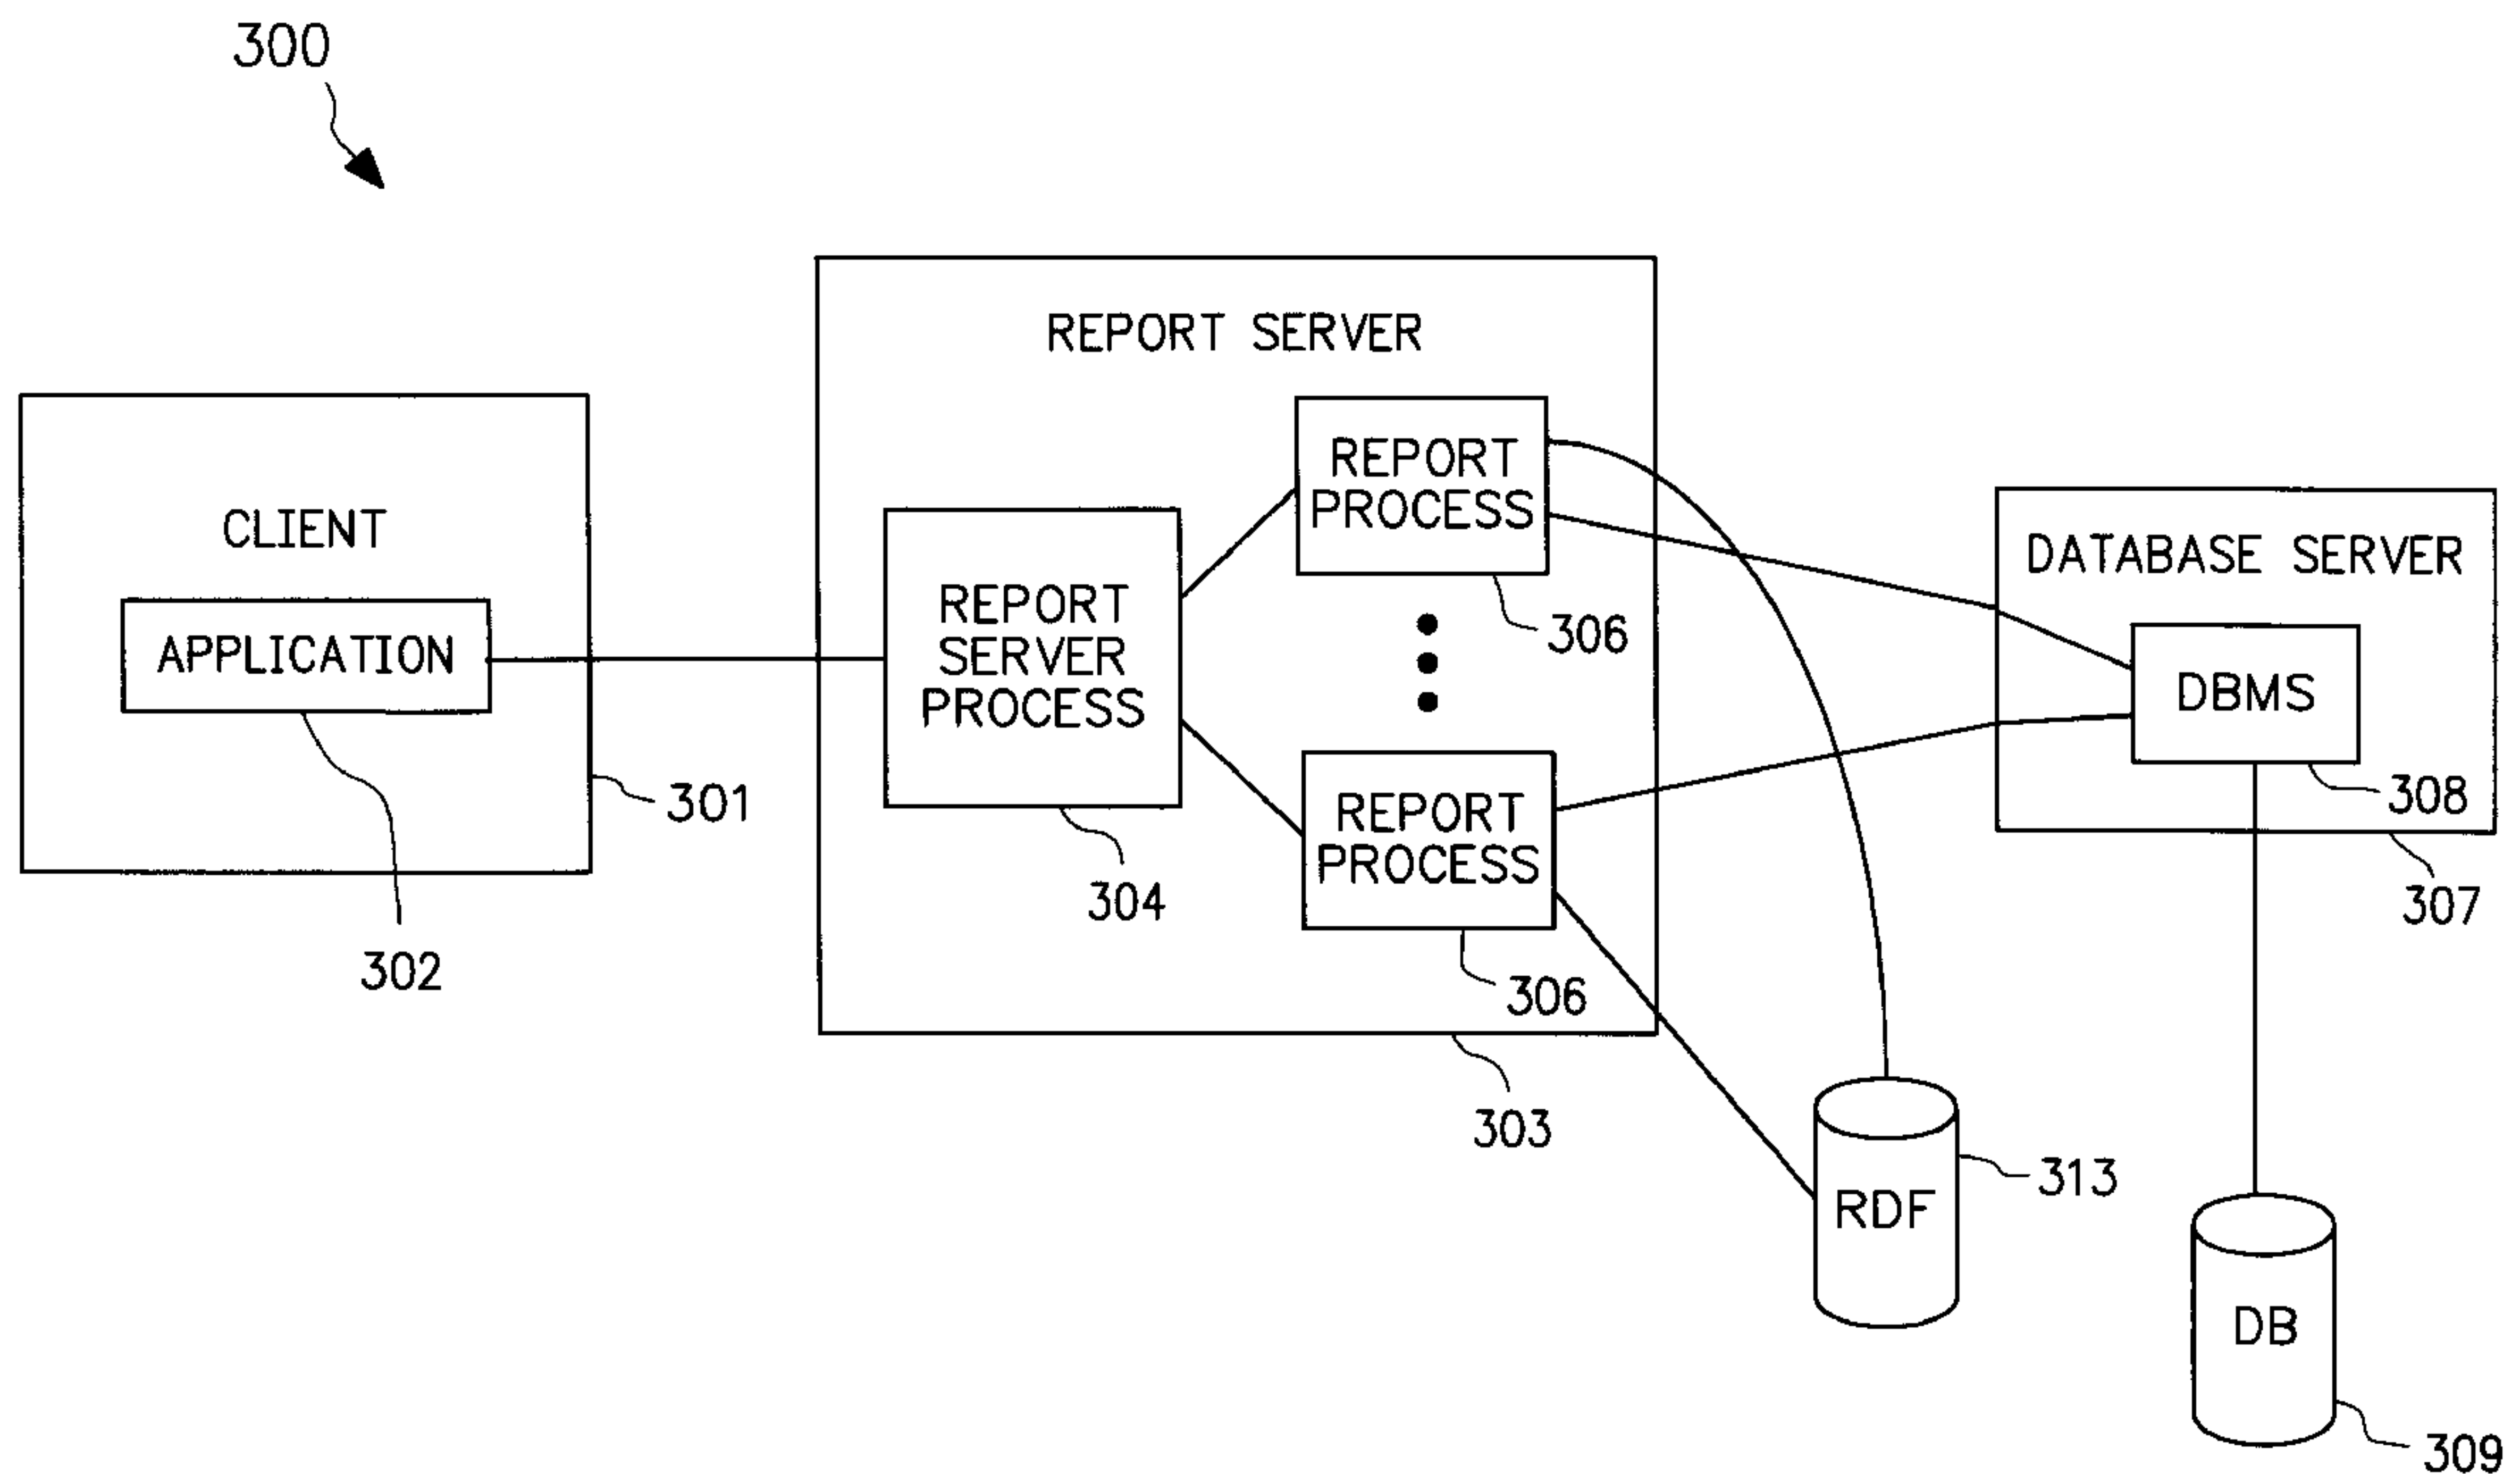 300
CLIENT
APPLICATION
302
301
REPORT SERVER
REPORT
SERVER
PROCESS
304
REPORT
PROCESS
306
REPORT
PROCESS
306
303
DATABASE SERVER
DBMS
308
307
RDF
313
DB
309